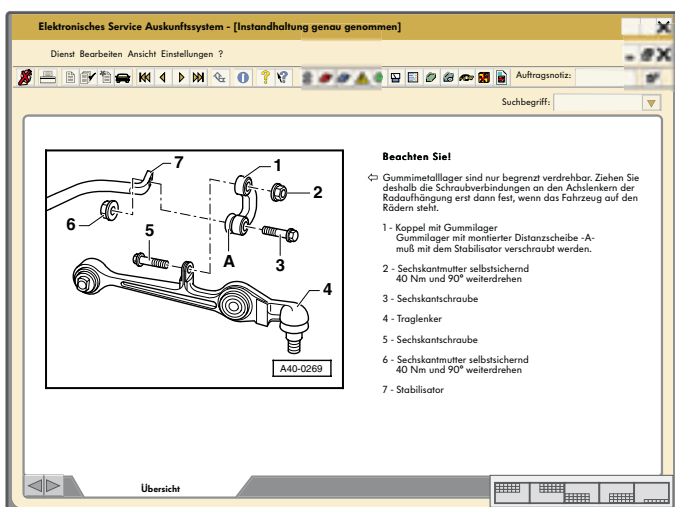 Elektronisches Service Auskunftssystem - [Instandhaltung genau genommen]
Dienst Bearbeiten Ansicht Einstellungen ?
Auftragsnotiz:
Suchbegriff:
7
1
2
6
5
A
3
4
A40-0269
Beachten Sie!
Gummimetalllager sind nur begrenzt verdrehbar. Ziehen Sie
deshalb die Schraubverbindungen an den Achslenkern der
Radaufhängung erst dann fest, wenn das Fahrzeug auf den
Rädern steht.
1 - Koppel mit Gummilager
Gummilager mit montierter Distanzscheibe -A-
muß mit dem Stabilisator verschraubt werden.
2 - Sechskantmutter selbstsichernd
40 Nm und 90° weiterdrehen
3 - Sechskantschraube
4 - Traglenker
5 - Sechskantschraube
6 - Sechskantmutter selbstsichernd
40 Nm und 90° weiterdrehen
7 - Stabilisator
Übersicht